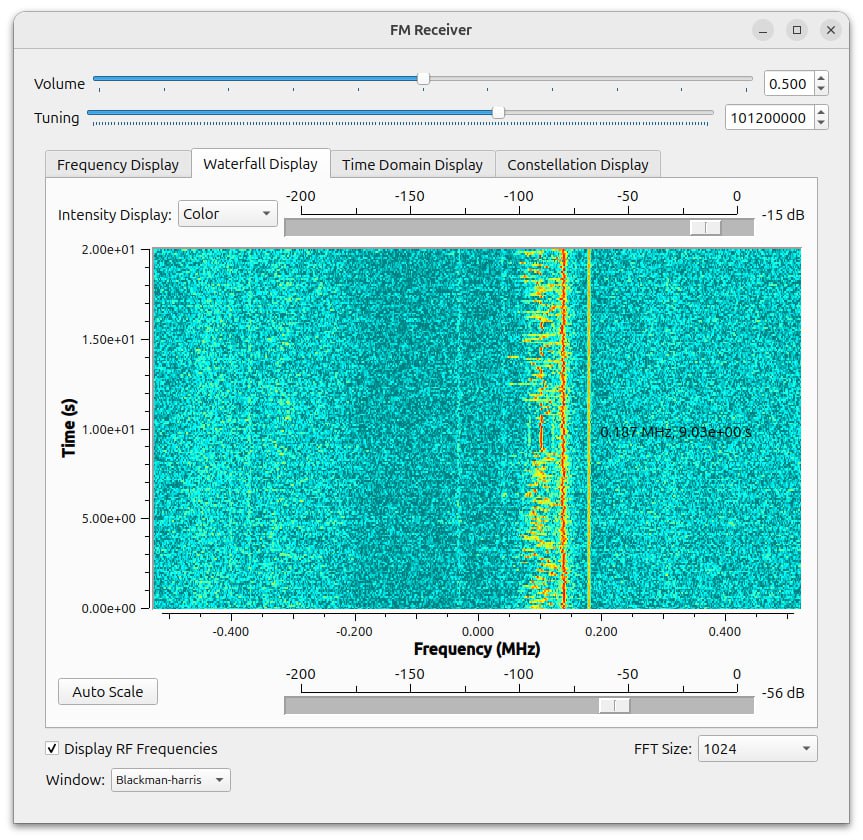 FM Receiver
Volume 0.500
Tuning 101200000
Frequency Display Waterfall Display Time Domain Display Constellation Display
-200 -150 -100 -50 0
Intensity Display: Color -15 dB
2.00e+01
1.50e+01
1.00e+01
5.00e+00
0.00e+00
Time (s)
0.187 MHz, 9.03e+00 s
-0.400 -0.200 0.000 0.200 0.400
Frequency (MHz)
-200 -150 -100 -50 0
Auto Scale -56 dB
Display RF Frequencies FFT Size: 1024
Window: Blackman-harris